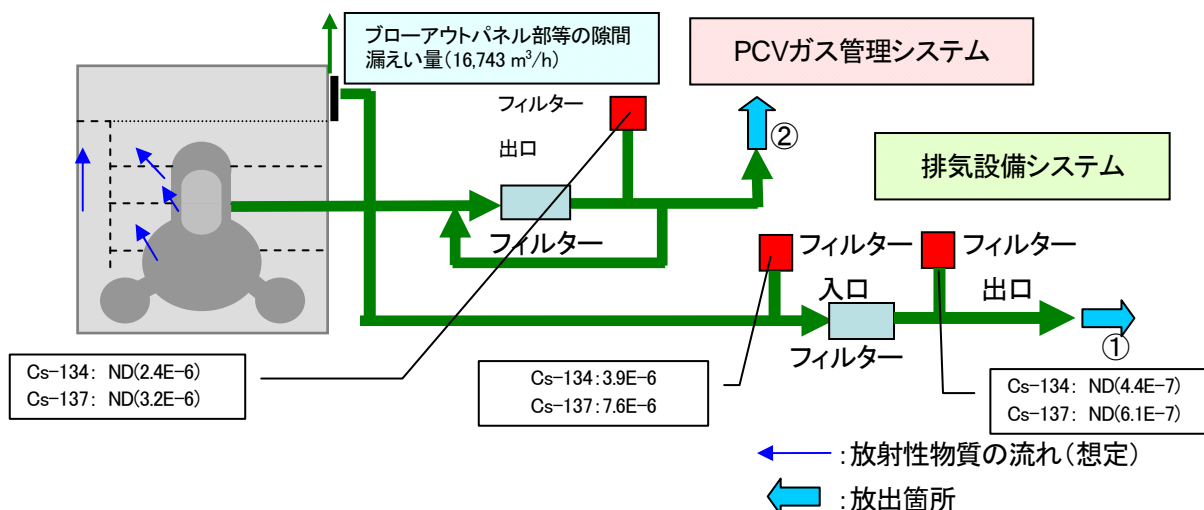 ブローアウトパネル部等の隙間
漏えい量(16,743 m³/h)
PCVガス管理システム
フィルター
出口
②
排気設備システム
フィルター
フィルター
入口
フィルター
出口
フィルター
①
Cs-134: ND(2.4E-6)
Cs-137: ND(3.2E-6)
Cs-134:3.9E-6
Cs-137:7.6E-6
Cs-134: ND(4.4E-7)
Cs-137: ND(6.1E-7)
:放射性物質の流れ(想定)
:放出箇所